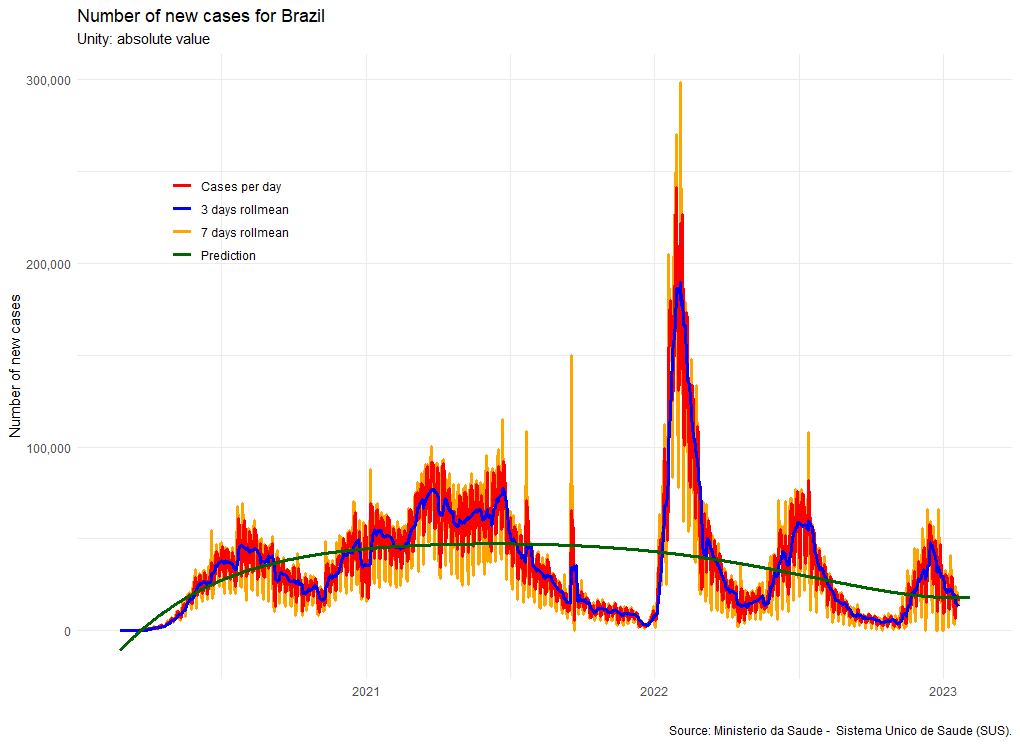 Number of new cases for Brazil
Unity: absolute value
300,000
200,000
100,000
0
Number of new cases
Cases per day
3 days rollmean
7 days rollmean
Prediction
2021
2022
2023
Source: Ministerio da Saude -  Sistema Unico de Saude (SUS).